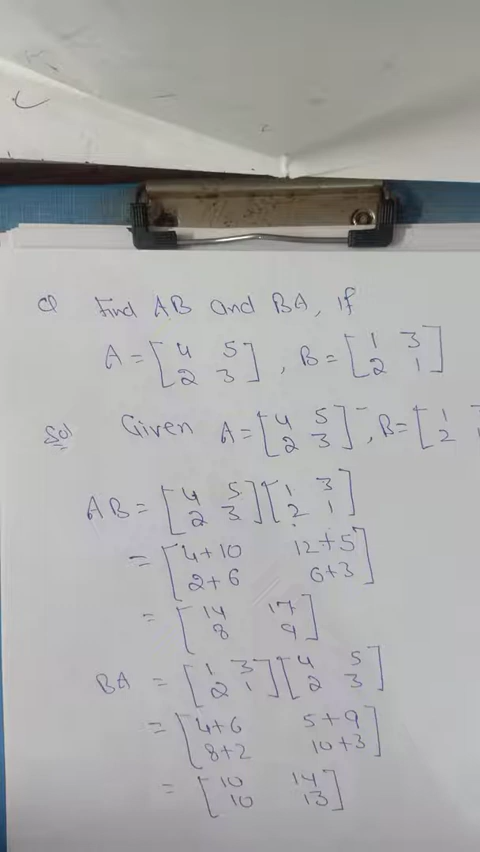 Q Find AB and BA, If
A = [4 5 2 3], B = [1 3 2 1]
Sol Given A = [4 5 2 3], B = [1 2
AB = [4 5 2 3] [1 3 2 1]
= [4+10 12+5 2+6 6+3]
= [14 17 8 9]
BA = [1 3 2 1] [4 5 2 3]
= [4+6 5+9 8+2 10+3]
= [10 14 10 13]